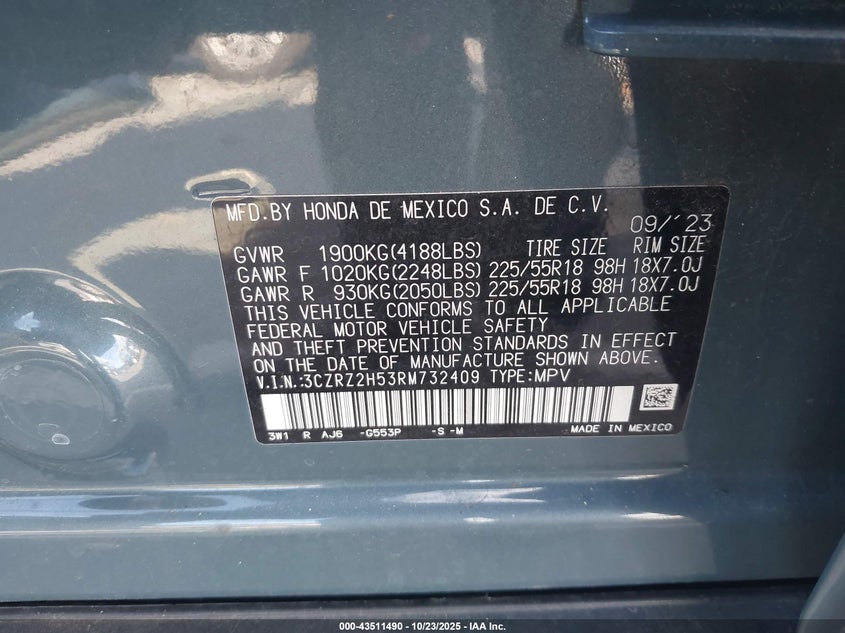 MFD.BY HONDA DE MEXICO S.A. DE C.V. 09/'23
GVWR 1900KG(4188LBS) TIRE SIZE RIM SIZE
GAWR F 1020KG(2248LBS) 225/55R18 98H 18X7.0J
GAWR R 930KG(2050LBS) 225/55R18 98H 18X7.0J
THIS VEHICLE CONFORMS TO ALL APPLICABLE
FEDERAL MOTOR VEHICLE SAFETY
AND THEFT PREVENTION STANDARDS IN EFFECT
ON THE DATE OF MANUFACTURE SHOWN ABOVE.
V.I.N.:3CZRZ2H53RM732409 TYPE:MPV
3W1 R AJ6 -G553P -S -M MADE IN MEXICO
000-43511490 - 10/23/2025 - IAA Inc.